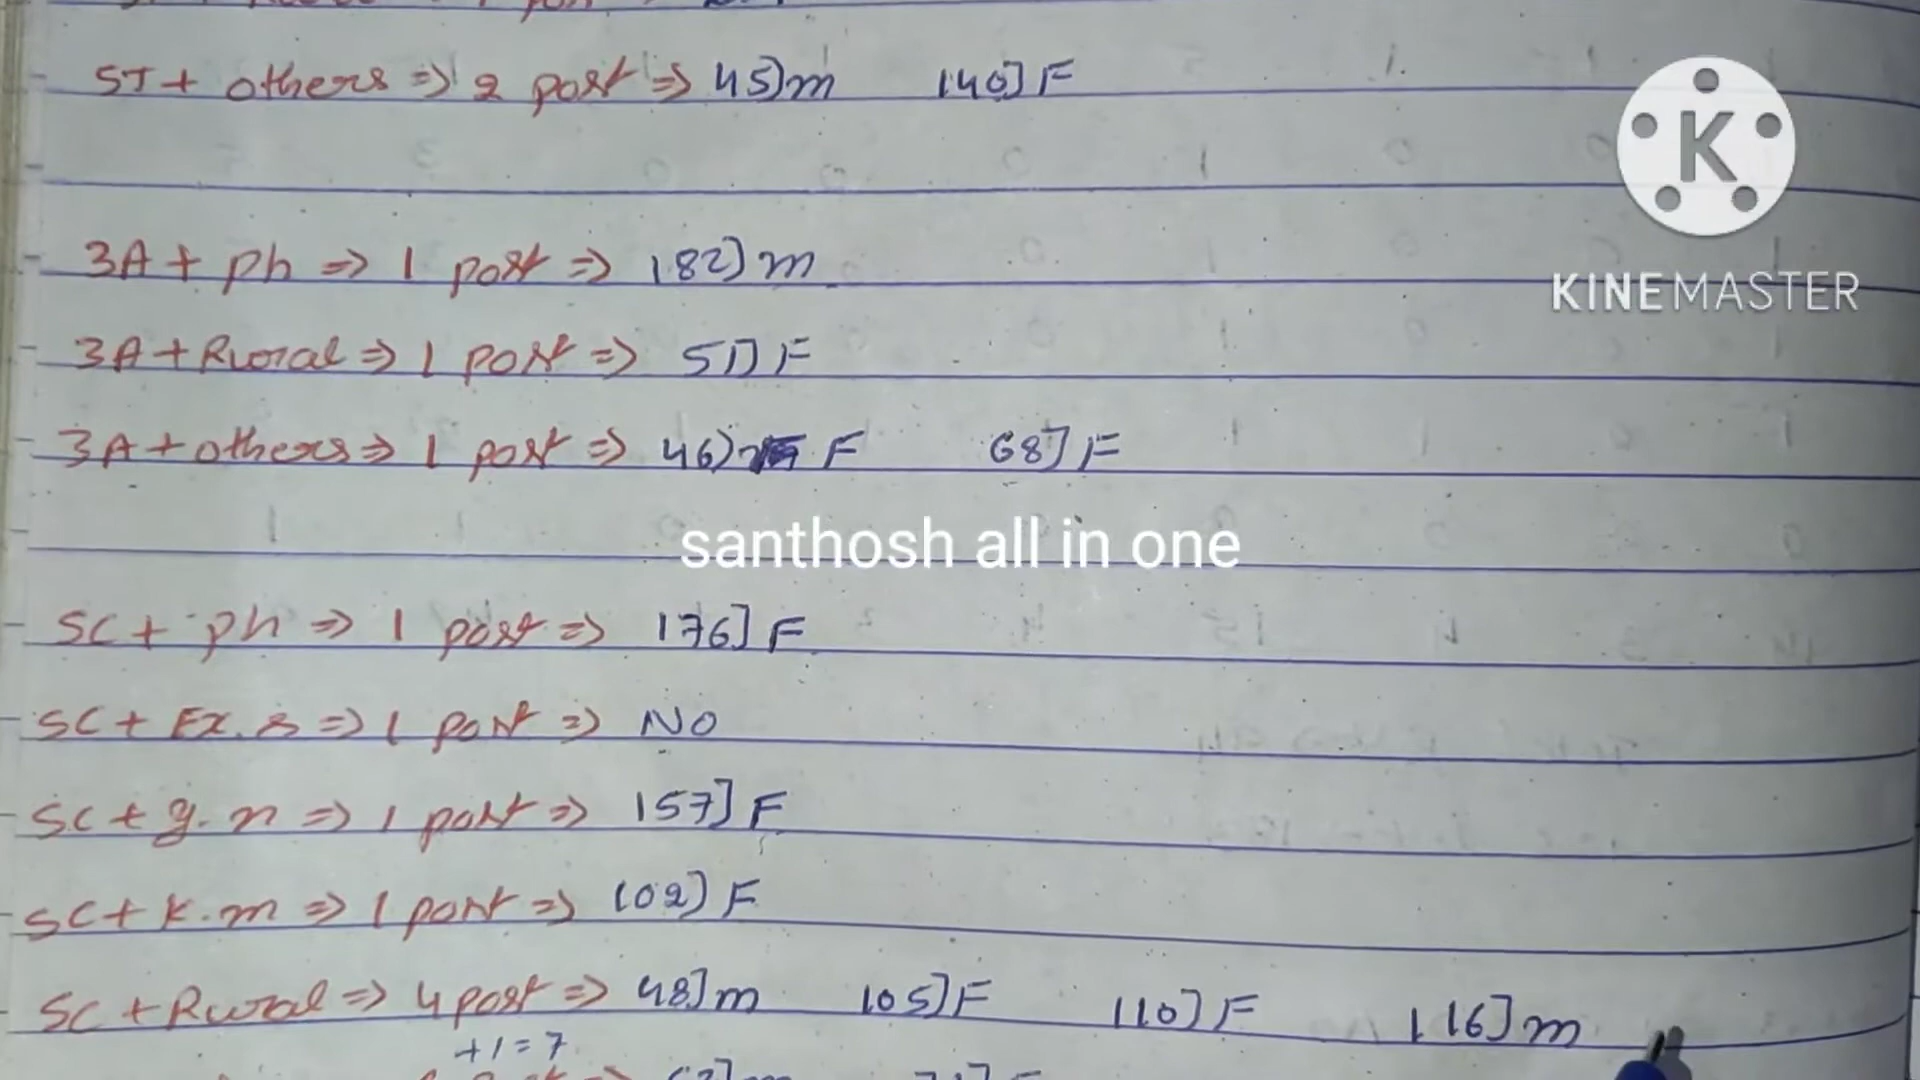 ST + others => 2 post => 45]m 140]F
K
KINEMASTER
3A + ph => 1 post => 182]m
3A + Rural => 1 post => 51]F
3A + others => 1 post => 46) F 68]F
santhosh all in one
SC + ph => 1 post => 176]F
SC + Ex.s => 1 post => NO
SC + g.n => 1 post => 157]F
SC + K.m => 1 post => 102) F
SC + Rural => 4 post => 48]m 105]F 110]F 116]m
+1=7